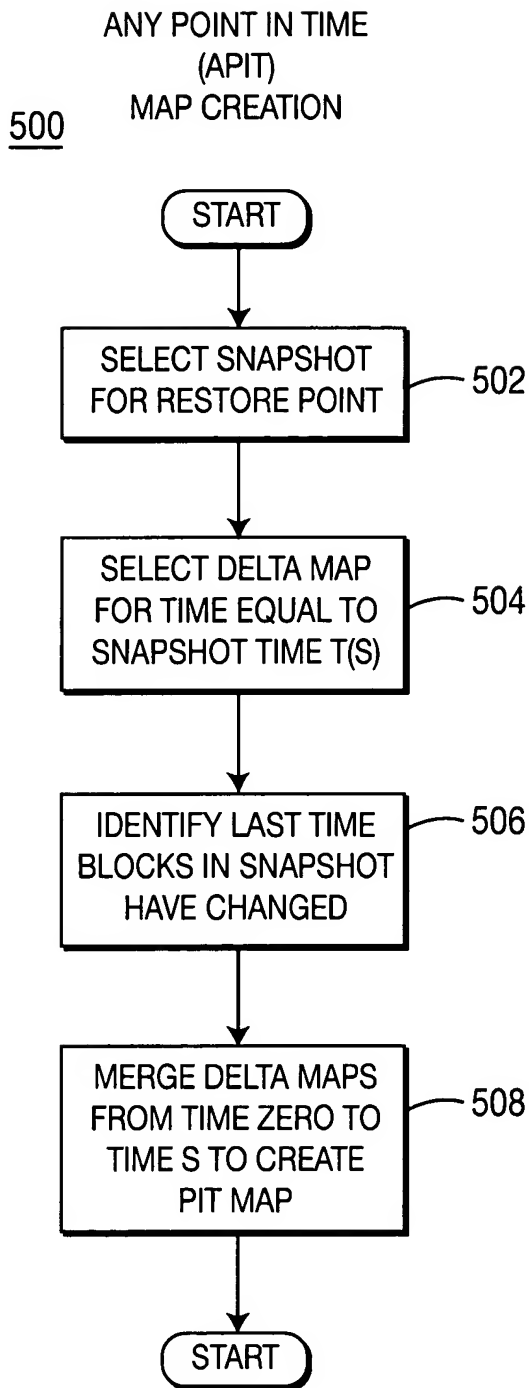 ANY POINT IN TIME
(APIT)
MAP CREATION
500
START
SELECT SNAPSHOT
FOR RESTORE POINT
502
SELECT DELTA MAP
FOR TIME EQUAL TO
SNAPSHOT TIME T(S)
504
IDENTIFY LAST TIME
BLOCKS IN SNAPSHOT
HAVE CHANGED
506
MERGE DELTA MAPS
FROM TIME ZERO TO
TIME S TO CREATE
PIT MAP
508
START